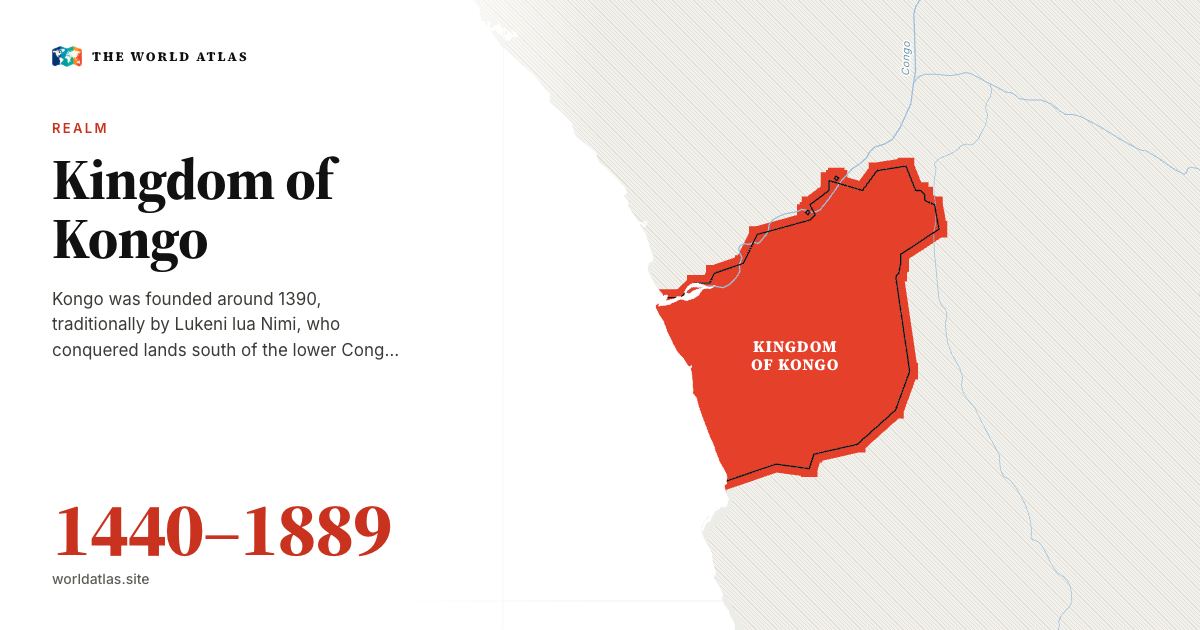 THE WORLD ATLAS
REALM
Kingdom of
Kongo
Kongo was founded around 1390,
traditionally by Lukeni lua Nimi, who
conquered lands south of the lower Cong...
1440–1889
worldatlas.site
Congo
KINGDOM
OF KONGO